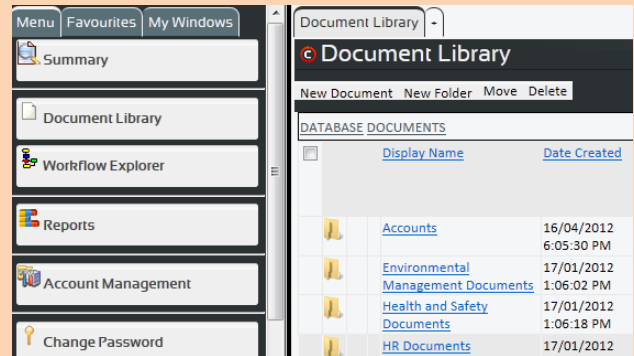 Menu Favourites My Windows
Summary
Document Library
Workflow Explorer
Reports
Account Management
Change Password
Document Library -
C Document Library
New Document New Folder Move Delete
DATABASE DOCUMENTS
Display Name Date Created
Accounts 16/04/2012
6:05:30 PM
Environmental 17/01/2012
Management Documents 1:06:02 PM
Health and Safety 17/01/2012
Documents 1:06:18 PM
HR Documents 17/01/2012